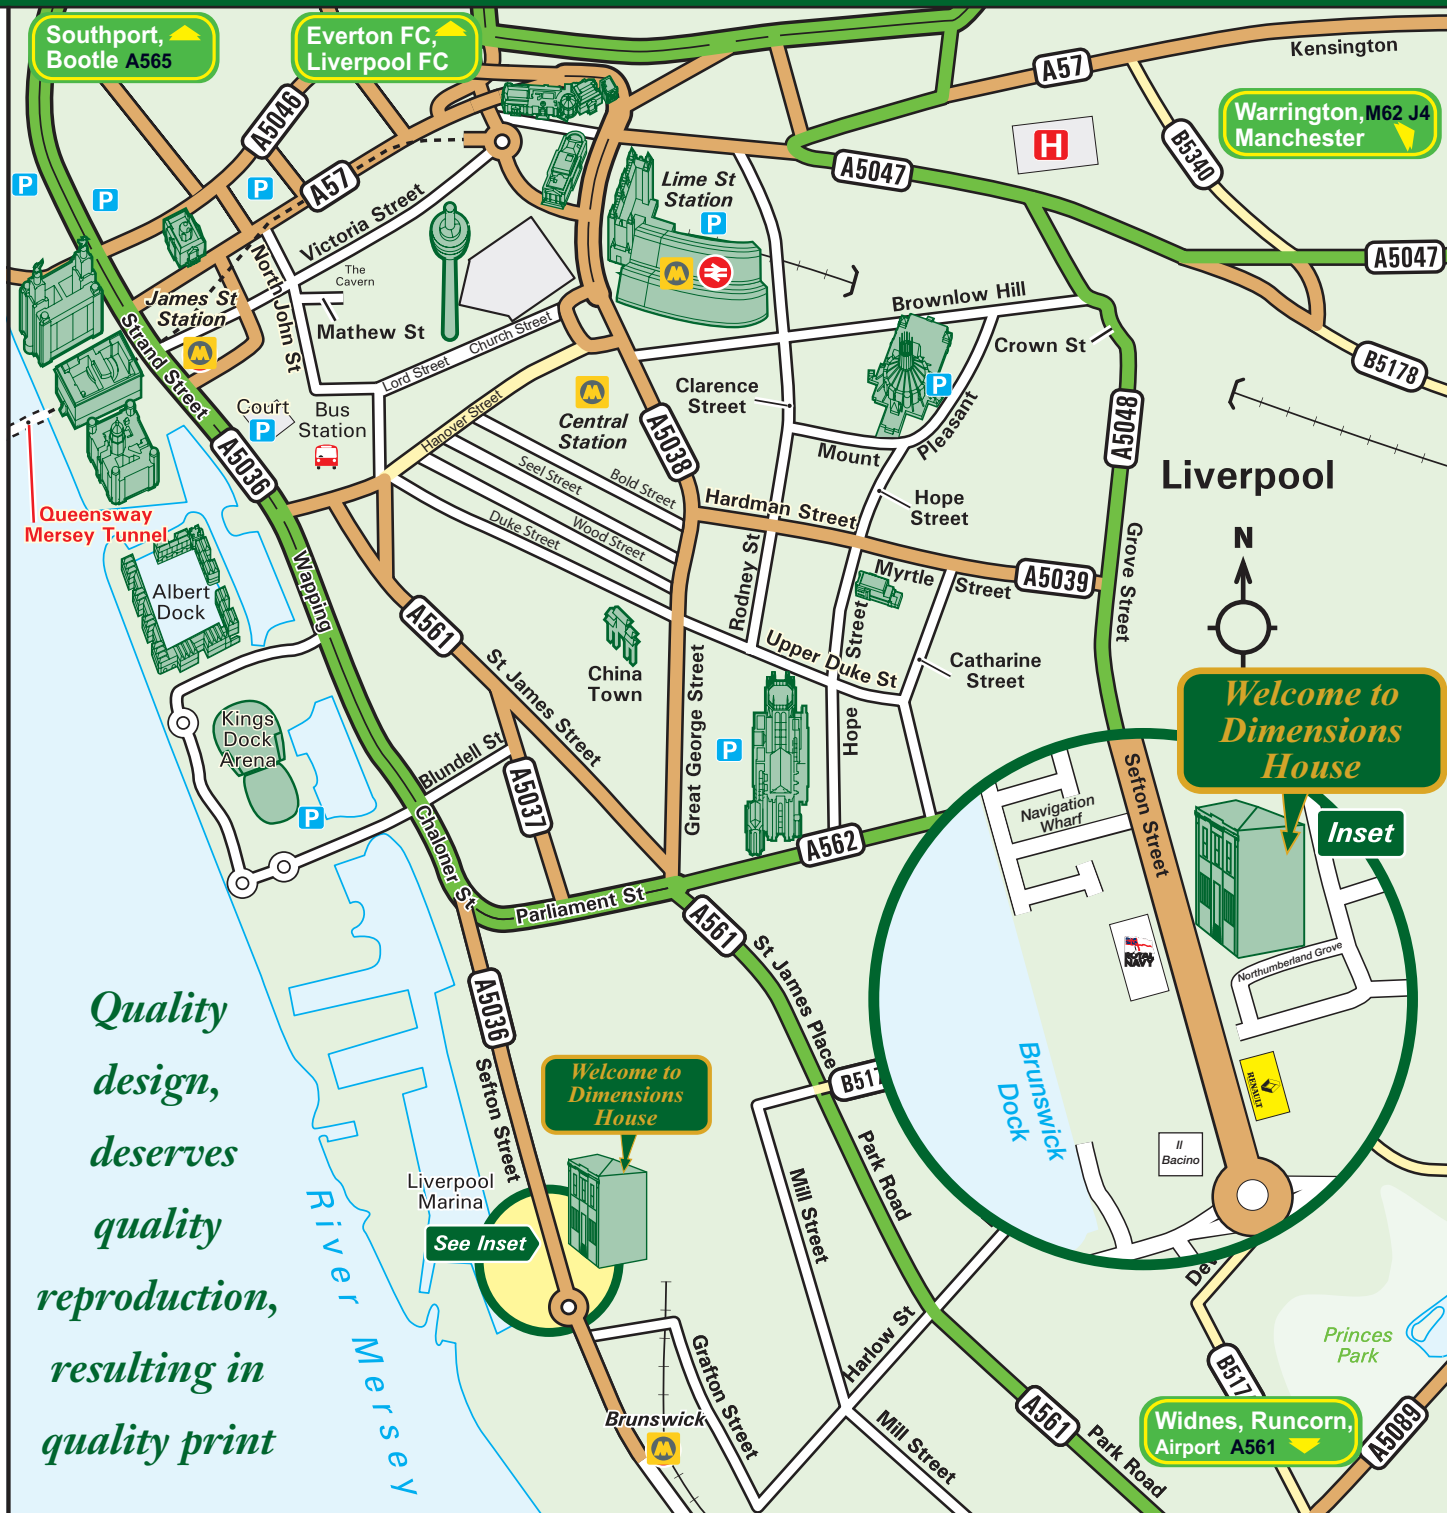 Southport,
Bootle A565
Everton FC,
Liverpool FC
Kensington
A57
Warrington, M62 J4
Manchester
A5046
H
B5340
P
P
P
A57
A5047
Lime St
Station
P
Victoria Street
North John St
The
Cavern
A5047
James St
Station
Mathew St
M
M
Brownlow Hill
Strand Street
Church Street
Lord Street
Crown St
B5178
M
Clarence
Street
P
M
Central
Station
Court
P
Bus
Station
Hanover Street
A5038
A5048
Mount
Pleasant
A5036
Seel Street
Bold Street
Liverpool
Hope
Street
Hardman Street
Queensway
Mersey Tunnel
Duke Street
Wood Street
N
Wapping
Rodney St
Myrtle
Street
A5039
Grove Street
Albert
Dock
A561
Street
Upper Duke St
Catharine
Street
China
Town
St James Street
Great George Street
Hope
P
Welcome to
Dimensions
House
Kings
Dock
Arena
P
Blundell St
A5037
Sefton Street
Navigation
Wharf
Inset
Chaloner St
A562
Parliament St
A561
St James Place
ROYAL
NAVY
Northumberland Grove
Quality
design,
deserves
quality
reproduction,
resulting in
quality print
A5036
Sefton Street
Welcome to
Dimensions
House
B517
Brunswick
Dock
RENAULT
Il
Bacino
Park Road
Mill Street
Liverpool
Marina
See Inset
River Mersey
Harlow St
Grafton Street
Princes
Park
B517
Brunswick
M
Mill Street
A561
Park Road
Widnes, Runcorn,
Airport A561
A5089